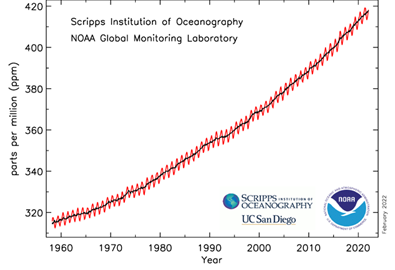 Scripps Institution of Oceanography
NOAA Global Monitoring Laboratory
420
400
380
360
340
320
parts per million (ppm)
1960
1970
1980
1990
2000
2010
2020
Year
SCRIPPS INSTITUTION OF
OCEANOGRAPHY
UC San Diego
NOAA
February 2022